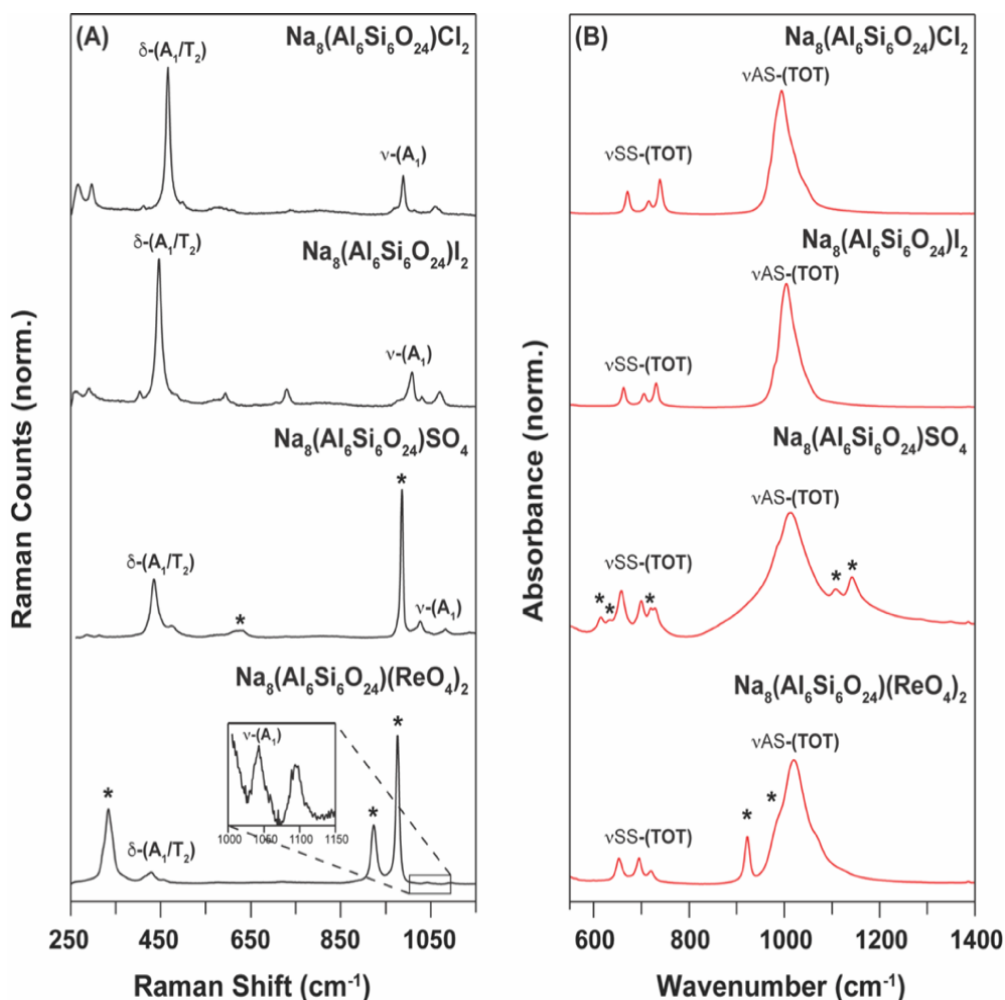 (A)
Na₈(Al₆Si₆O₂₄)Cl₂
δ-(A₁/T₂)
ν-(A₁)
Na₈(Al₆Si₆O₂₄)I₂
δ-(A₁/T₂)
ν-(A₁)
Na₈(Al₆Si₆O₂₄)SO₄
*
δ-(A₁/T₂)
*
ν-(A₁)
Na₈(Al₆Si₆O₂₄)(ReO₄)₂
*
ν-(A₁)
1000 1050 1100 1150
*
*
δ-(A₁/T₂)
250 450 650 850 1050
Raman Shift (cm⁻¹)
Raman Counts (norm.)
(B)
Na₈(Al₆Si₆O₂₄)Cl₂
νAS-(TOT)
νSS-(TOT)
Na₈(Al₆Si₆O₂₄)I₂
νAS-(TOT)
νSS-(TOT)
Na₈(Al₆Si₆O₂₄)SO₄
νAS-(TOT)
νSS-(TOT)
* * * * *
Na₈(Al₆Si₆O₂₄)(ReO₄)₂
νAS-(TOT)
* *
νSS-(TOT)
600 800 1000 1200 1400
Wavenumber (cm⁻¹)
Absorbance (norm.)